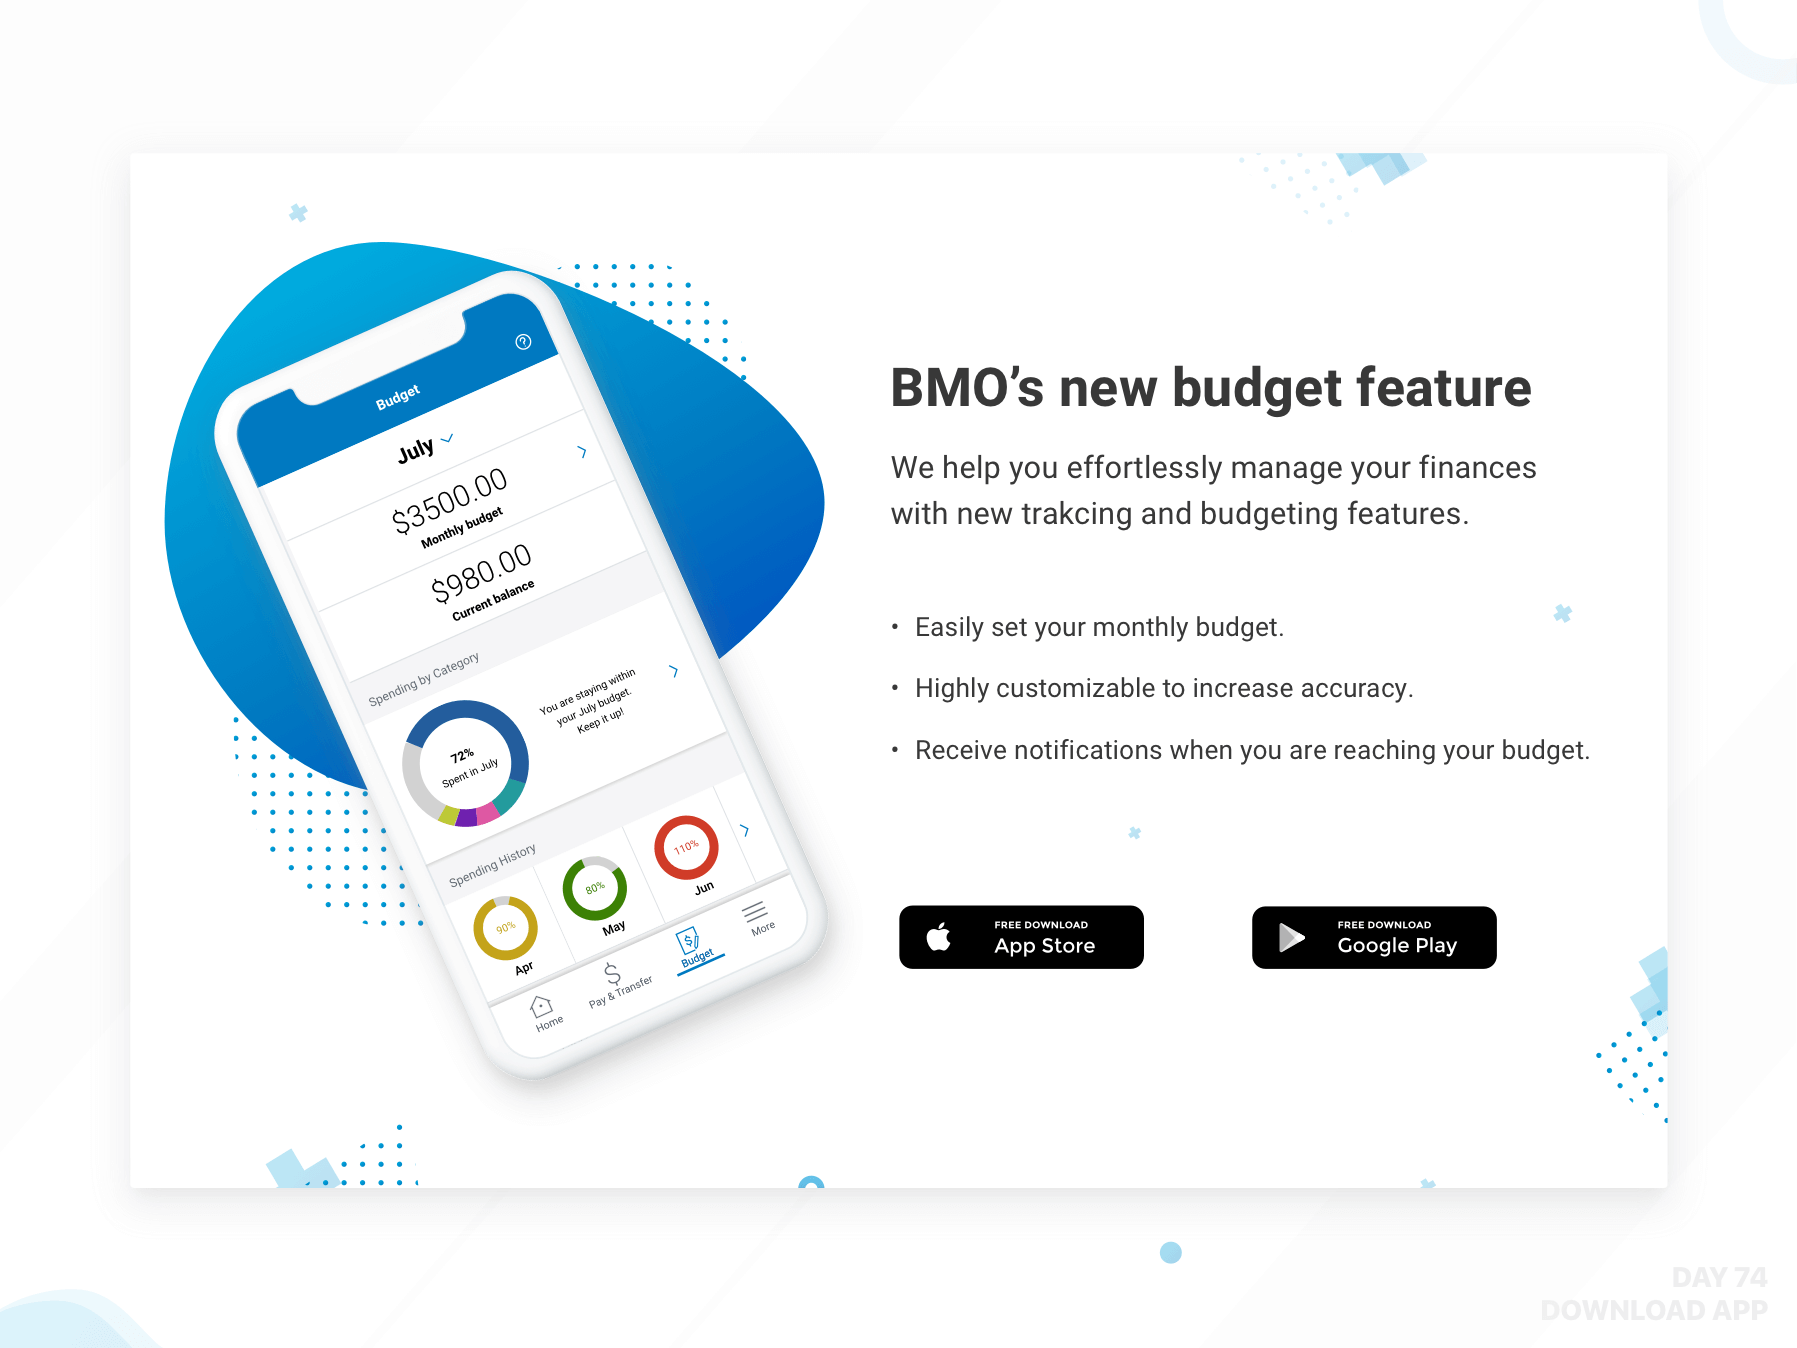 Budget
July
$3500.00
Monthly budget
$980.00
Current balance
Spending by Category
72%
Spent in July
You are staying within
your July budget.
Keep it up!
Spending History
90%
Apr
80%
May
110%
Jun
Home
Pay & Transfer
Budget
More
BMO’s new budget feature
We help you effortlessly manage your finances
with new trakcing and budgeting features.
• Easily set your monthly budget.
• Highly customizable to increase accuracy.
• Receive notifications when you are reaching your budget.
FREE DOWNLOAD
App Store
FREE DOWNLOAD
Google Play
DAY 74
DOWNLOAD APP